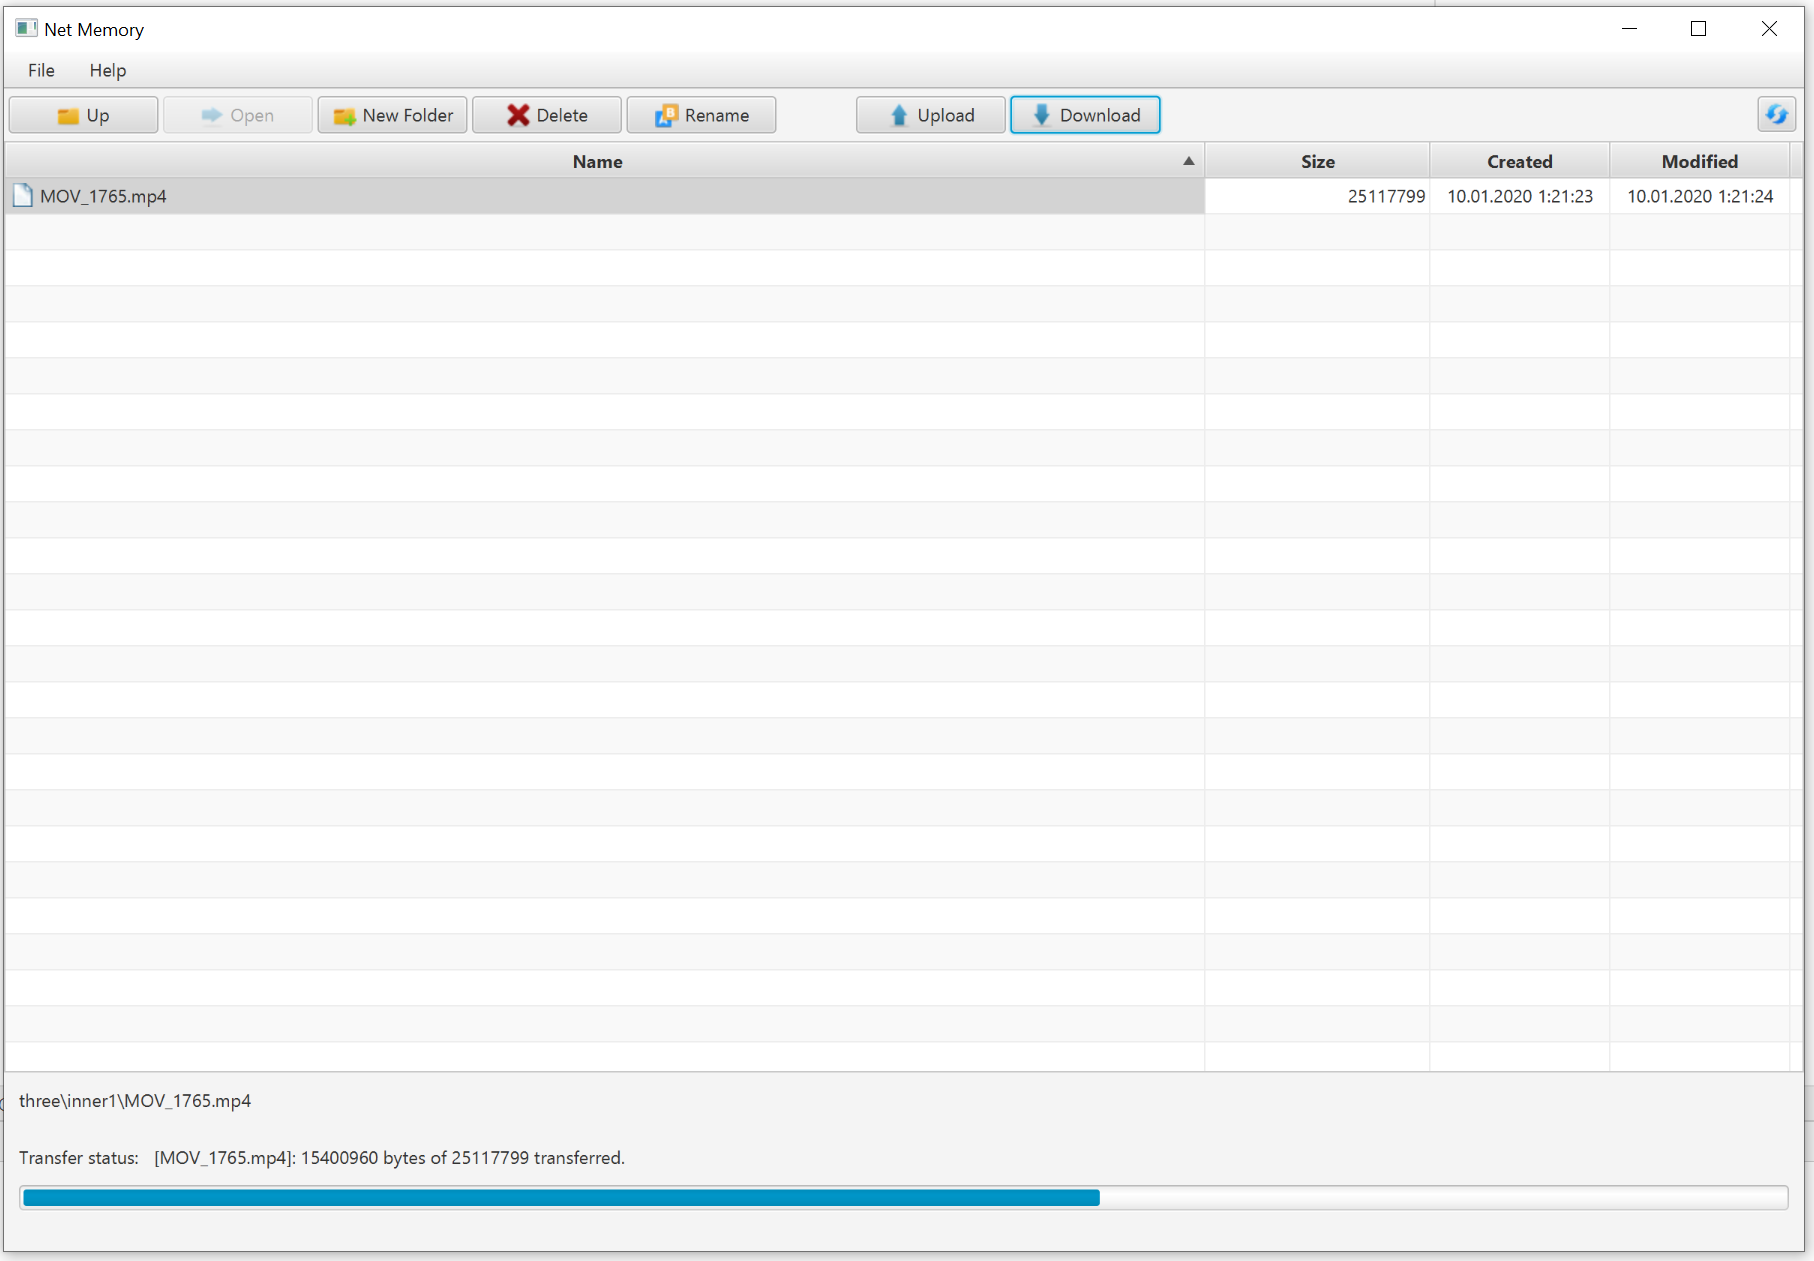 Net Memory
File Help
Up Open New Folder Delete Rename Upload Download
Name Size Created Modified
MOV_1765.mp4 25117799 10.01.2020 1:21:23 10.01.2020 1:21:24
three\inner1\MOV_1765.mp4
Transfer status: [MOV_1765.mp4]: 15400960 bytes of 25117799 transferred.